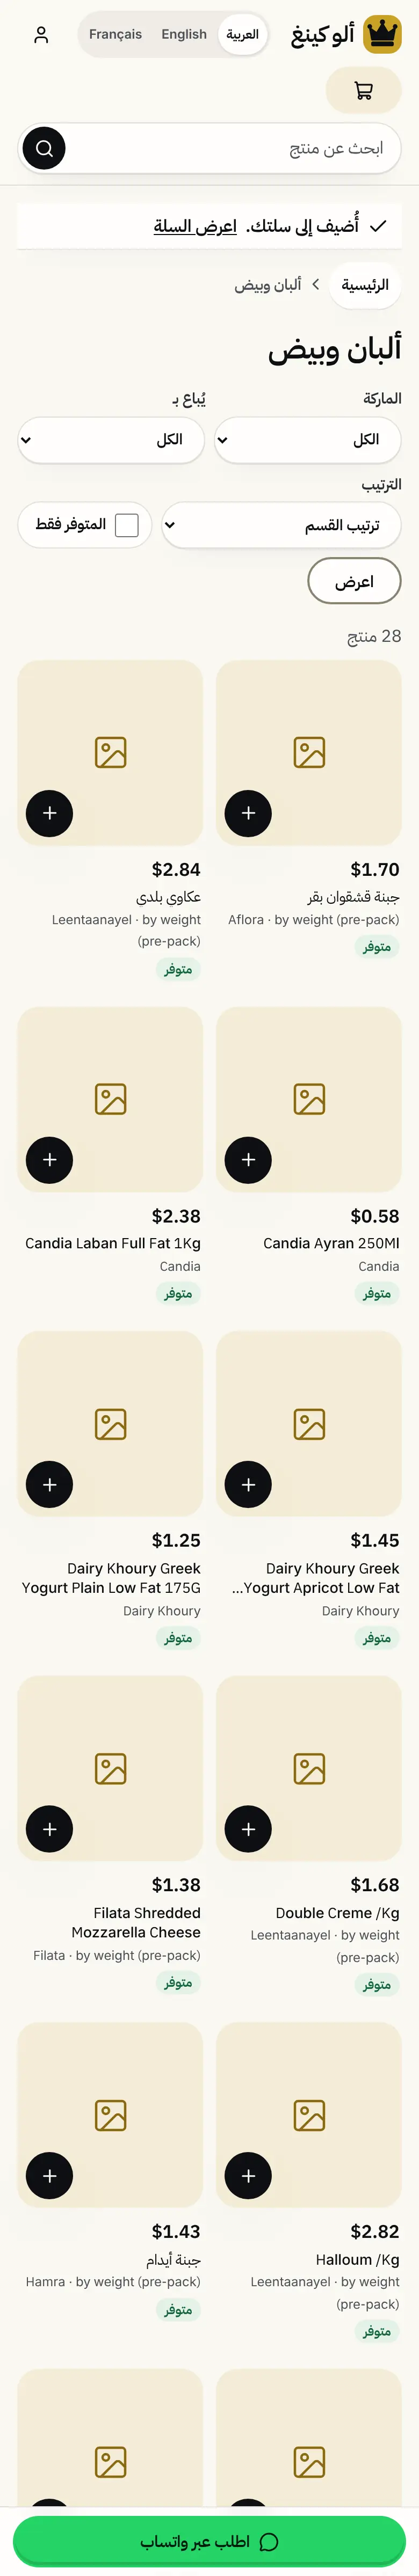 ألو كينغ
العربية English Français
ابحث عن منتج
أُضيف إلى سلتك. اعرض السلة
الرئيسية ألبان وبيض
ألبان وبيض
الماركة
يُباع بـ
الكل
الكل
الترتيب
ترتيب القسم
المتوفر فقط
اعرض
28 منتج
$1.70
جبنة قشقوان بقر
Aflora · by weight (pre-pack)
متوفر
$2.84
عكاوي بلدي
Leentaanayel · by weight
(pre-pack)
متوفر
$0.58
Candia Ayran 250Ml
Candia
متوفر
$2.38
Candia Laban Full Fat 1Kg
Candia
متوفر
$1.45
Dairy Khoury Greek
Yogurt Apricot Low Fat...
Dairy Khoury
متوفر
$1.25
Dairy Khoury Greek
Yogurt Plain Low Fat 175G
Dairy Khoury
متوفر
$1.68
Double Creme /Kg
Leentaanayel · by weight
(pre-pack)
متوفر
$1.38
Filata Shredded
Mozzarella Cheese
Filata · by weight (pre-pack)
متوفر
$2.82
Halloum /Kg
Leentaanayel · by weight
(pre-pack)
متوفر
$1.43
جبنة أيدام
Hamra · by weight (pre-pack)
متوفر
اطلب عبر واتساب